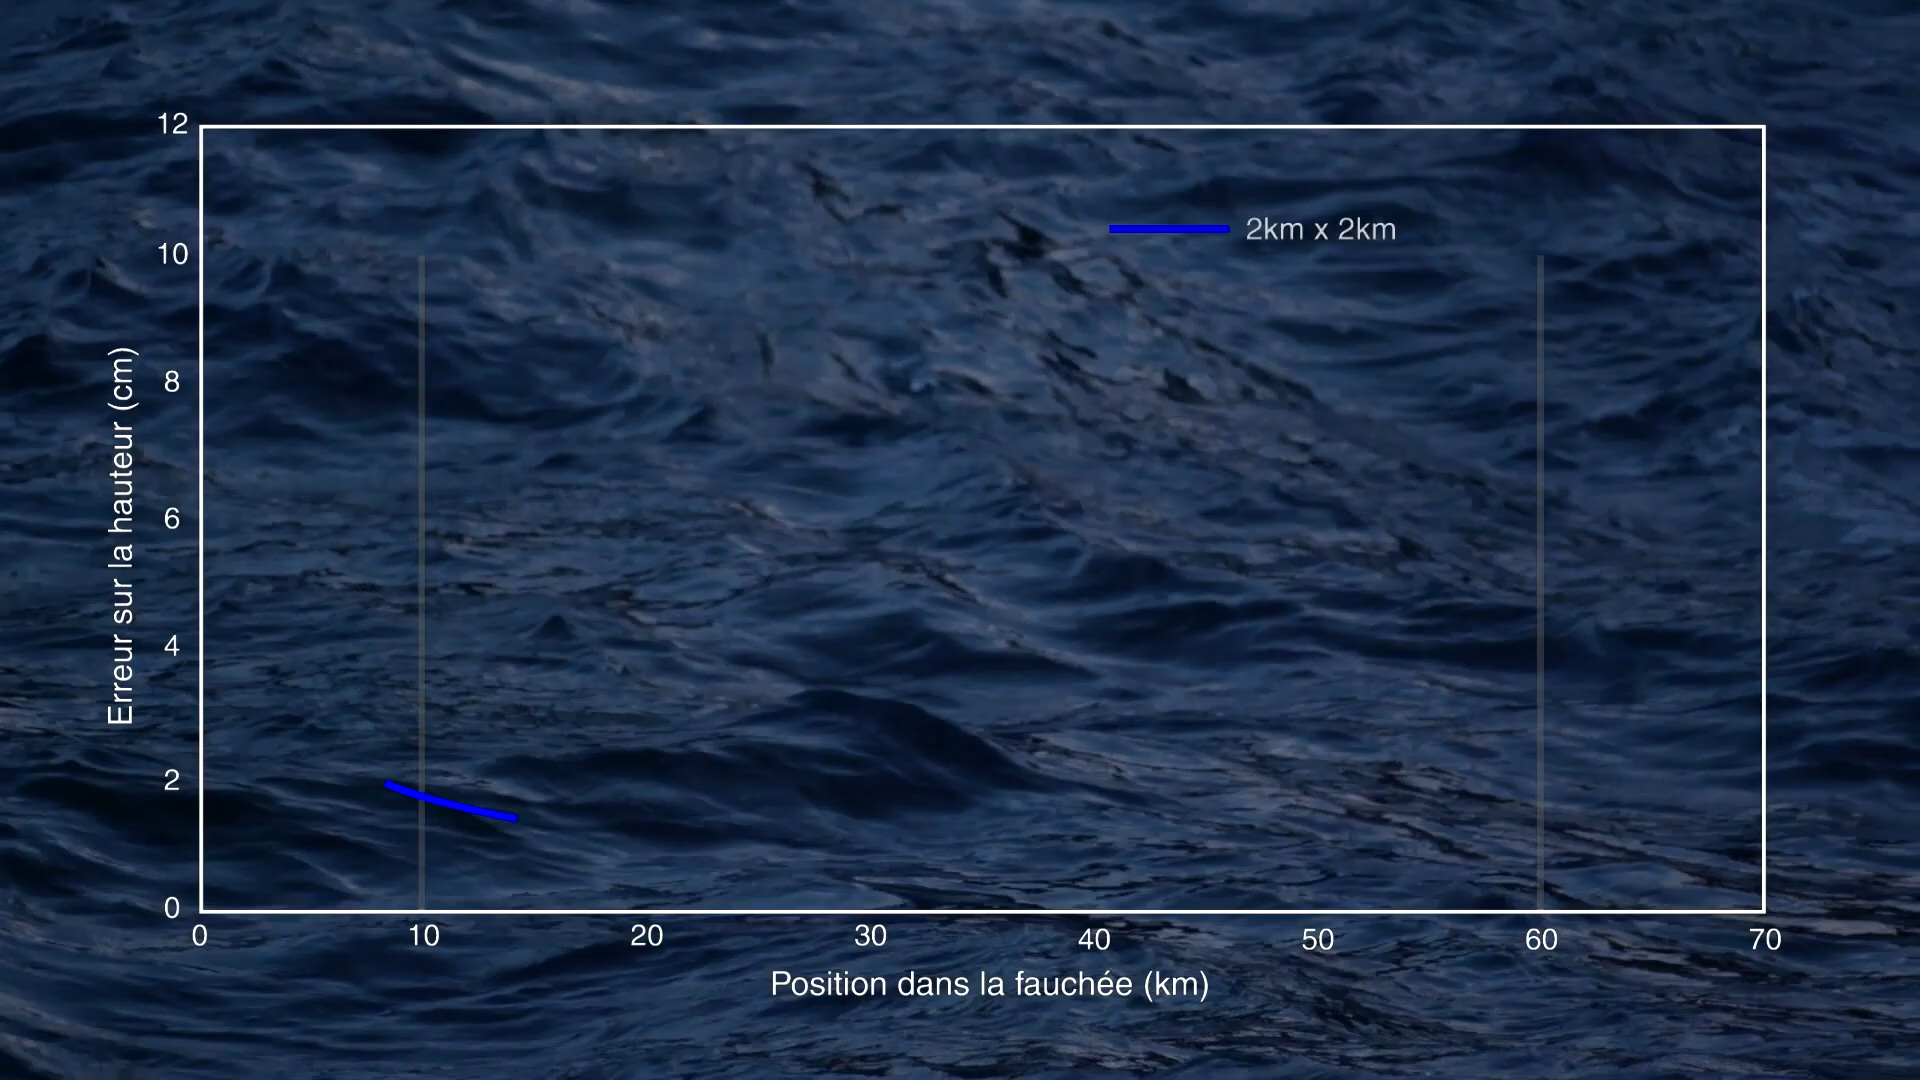 12
10
8
6
4
2
0
Erreur sur la hauteur (cm)
2km x 2km
0 10 20 30 40 50 60 70
Position dans la fauchée (km)